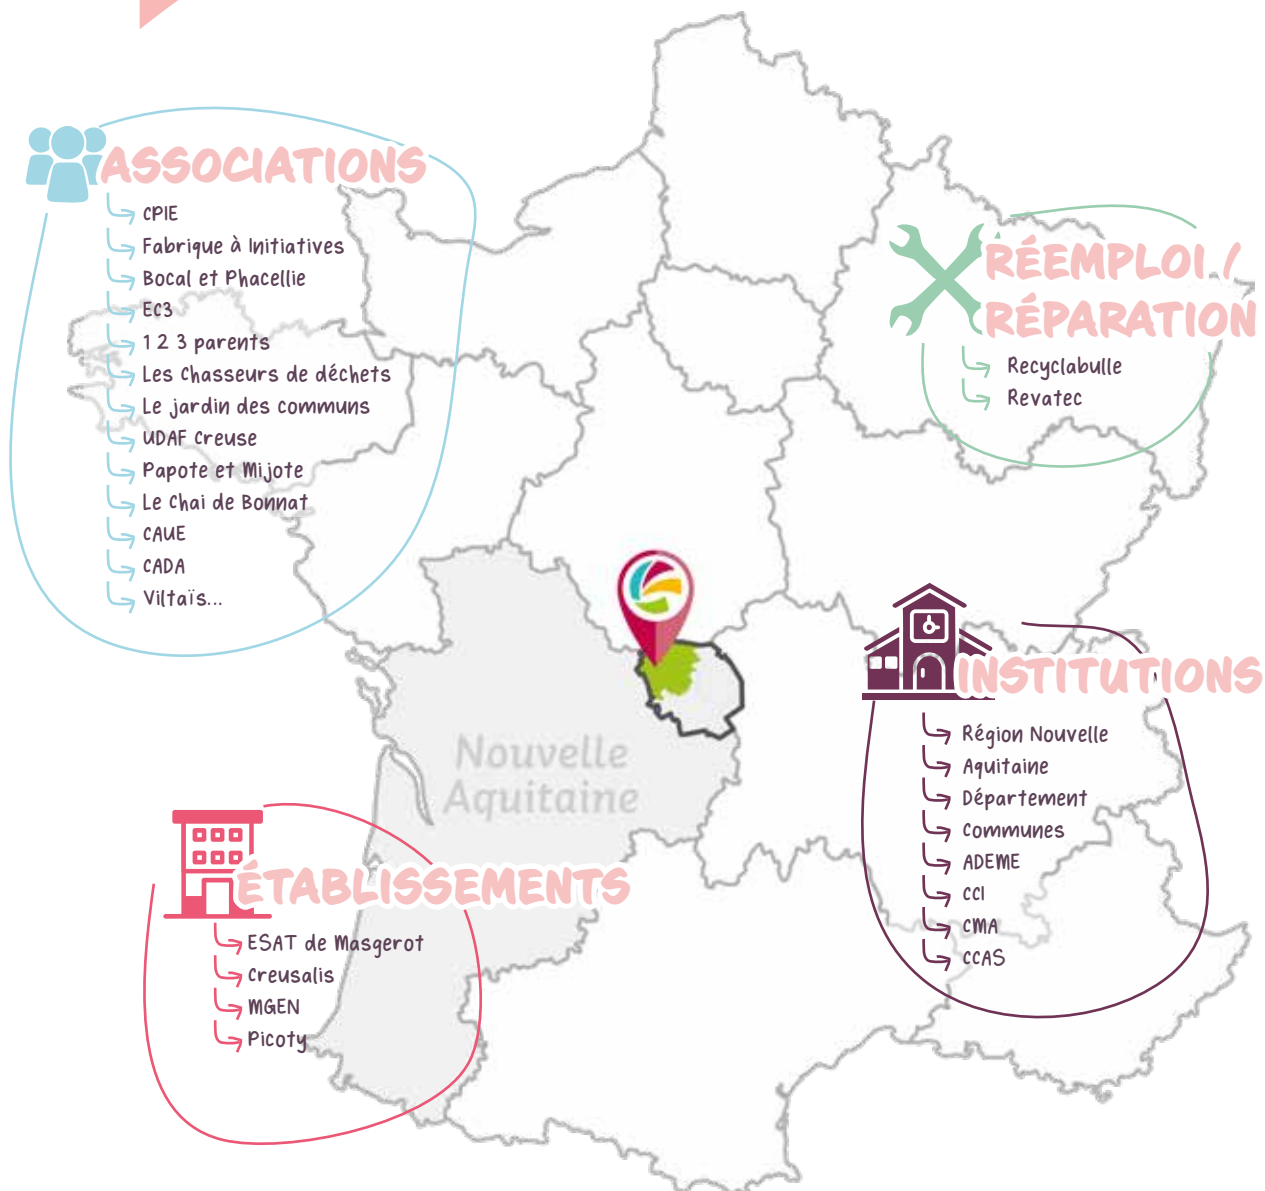 ASSOCIATIONS
CPIE
Fabrique à Initiatives
Bocal et Phacellie
EC3
1 2 3 parents
Les Chasseurs de déchets
Le jardin des communs
UDAF Creuse
Papote et Mijote
Le Chai de Bonnat
CAUE
CADA
Viltaïs...
RÉEMPLOI /
RÉPARATION
Recyclabulle
Revatec
INSTITUTIONS
Région Nouvelle
Aquitaine
Département
Communes
ADEME
CCI
CMA
CCAS
Nouvelle
Aquitaine
ÉTABLISSEMENTS
ESAT de Masgerot
Creusalis
MGEN
Picoty